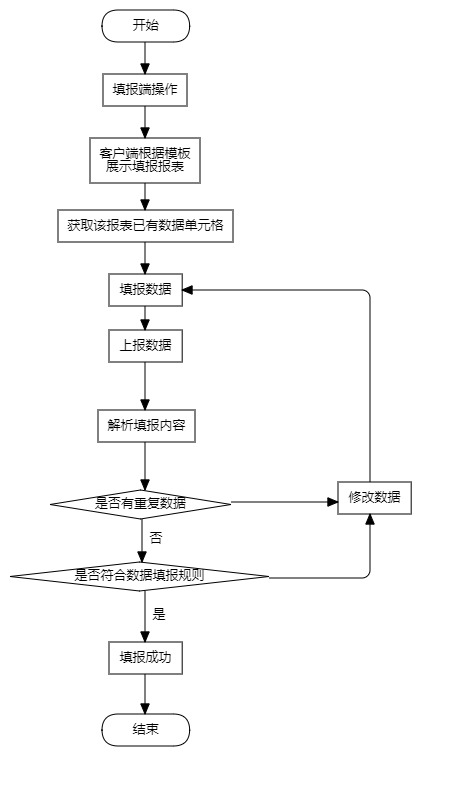 开始
填报端操作
客户端根据模板
展示填报报表
获取该报表已有数据单元格
填报数据
上报数据
解析填报内容
是否有重复数据
修改数据
否
是否符合数据填报规则
是
填报成功
结束